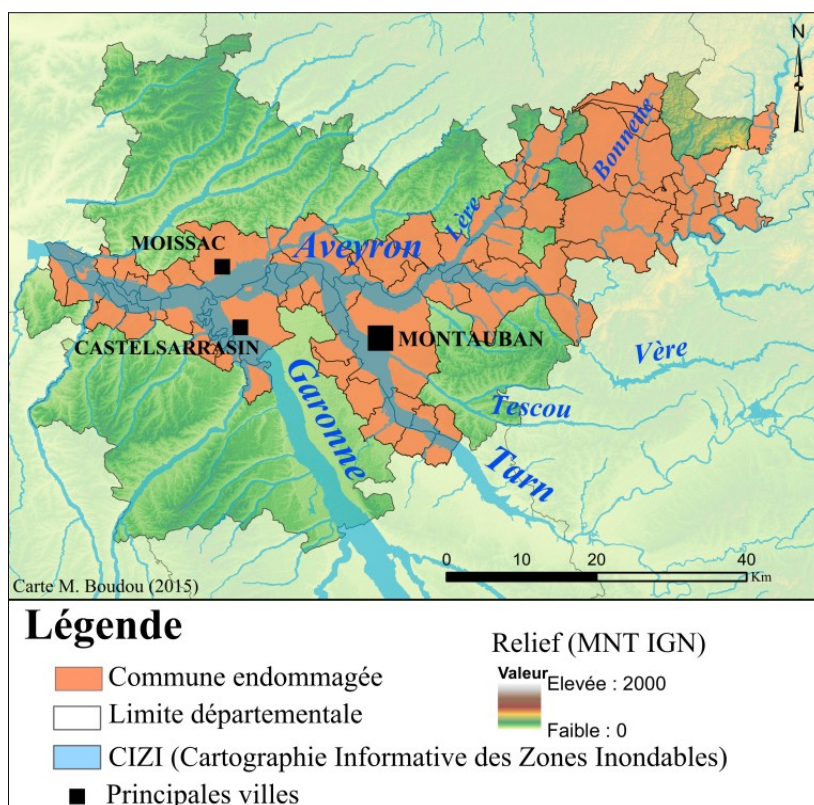 N
Bonnette
Lère
Aveyron
MOISSAC
MONTAUBAN
CASTELSARRASIN
Vère
Garonne
Tescou
Tarn
0 10 20 40
Km
Carte M. Boudou (2015)
Légende
Commune endommagée
Limite départementale
CIZI (Cartographie Informative des Zones Inondables)
Principales villes
Relief (MNT IGN)
Valeur
Elevée : 2000
Faible : 0